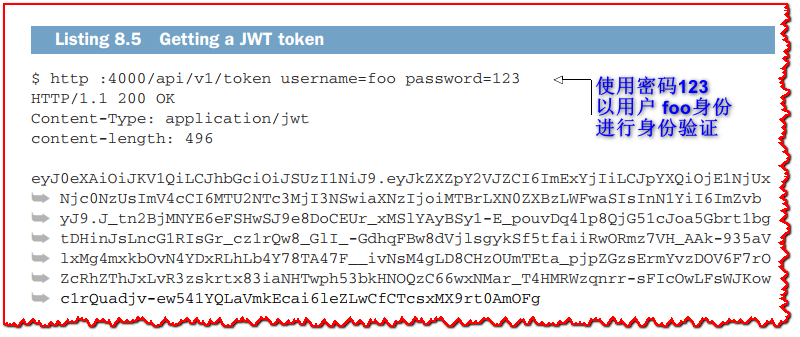 Listing 8.5 Getting a JWT token
$ http :4000/api/v1/token username=foo password=123
使用密码123
以用户 foo身份
进行身份验证
HTTP/1.1 200 OK
Content-Type: application/jwt
content-length: 496
eyJ0eXAiOiJKV1QiLCJhbGciOiJSUzI1NiJ9.eyJkZXZpY2VJZCI6ImExYjIiLCJpYXQiOjE1NjUx
Njc0NzUsImV4cCI6MTU2NTc3MjI3NSwiaXNzIjoiMTBrLXN0ZXBzLWFwaSIsInN1YiI6ImZvb
yJ9.J_tn2BjMNYE6eFSHwSJ9e8DoCEUr_xMSlYAyBSy1-E_pouvDq4lp8QjG51cJoa5Gbrt1bg
tDHinJsLncG1RIsGr_cz1rQw8_GlI_-GdhqFBw8dVjlsgykSf5tfaiiRwORmz7VH_AAk-935aV
lxMg4mxkbOvN4YDxRLhLb4Y78TA47F__ivNsM4gLD8CHzOUmTEta_pjpZGzsErmYvzDOV6F7rO
ZcRhZThJxLvR3zskrtx83iaNHTwph53bkHNOQzC66wxNMar_T4HMRWzqnrr-sFIcOwLFsWJKow
c1rQuadjv-ew541YQLaVmkEcai6leZLwCfCTcsxMX9rt0AmOFg